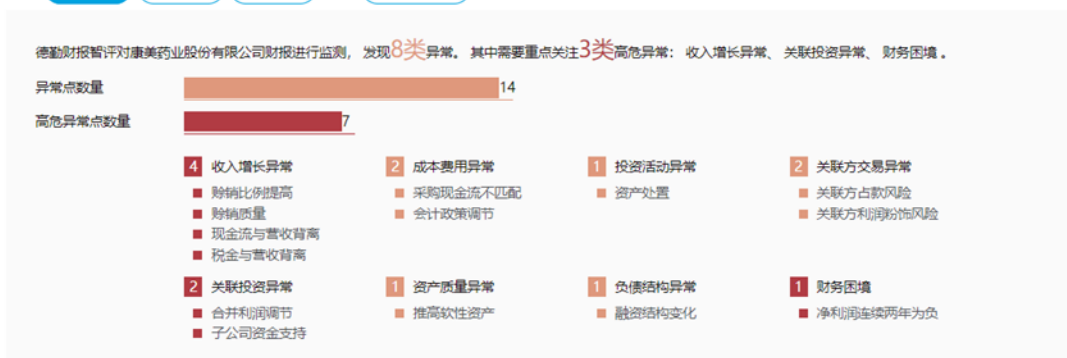 德勤财报智评对康美药业股份有限公司财报进行监测，发现8类异常。其中需要重点关注3类高危异常：收入增长异常、关联投资异常、财务困境。
异常点数量 14
高危异常点数量 7
4 收入增长异常 2 成本费用异常 1 投资活动异常 2 关联方交易异常
赊销比例提高 采购现金流不匹配 资产处置 关联方占款风险
赊销质量 会计政策调节 关联方利润粉饰风险
现金流与营收背离
税金与营收背离
2 关联投资异常 1 资产质量异常 1 负债结构异常 1 财务困境
合并利润调节 推高软性资产 融资结构变化 净利润连续两年为负
子公司资金支持